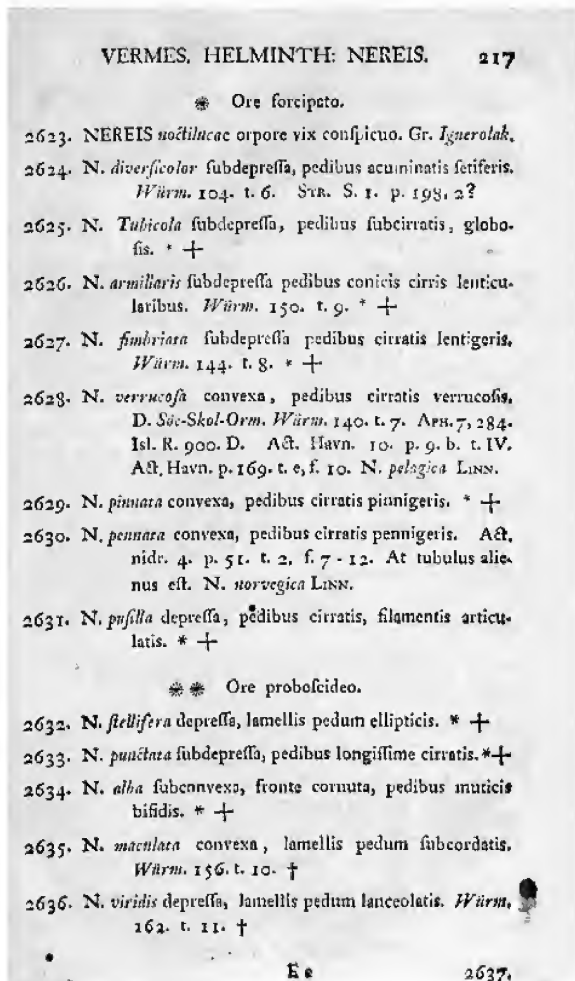 VERMES. HELMINTH: NEREIS. 217
⁕ Ore forcipato.
2623. NEREIS noctilucae orpore vix conſpicuo. Gr. Ignerolak.
2624. N. diverſicolor ſubdepreſſa, pedibus acuminatis ſetiferis.
Würm. 104. t. 6. STR. S. 1. p. 198. 2?
2625. N. Tubicola ſubdepreſſa, pedibus ſubcirratis, globo-
ſis. * +
2626. N. armillaris ſubdepreſſa pedibus conicis cirris lenticu-
laribus. Würm. 150. t. 9. * +
2627. N. fimbriata ſubdepreſſa pedibus cirratis lentigeris.
Würm. 144. t. 8. * +
2628. N. verrucoſa convexa, pedibus cirratis verrucoſis.
D. Söe-Skol-Orm. Würm. 140. t. 7. APH. 7, 284.
Isl. R. 900. D. Act. Havn. 10. p. 9. b. t. IV.
Act. Havn. p. 169. t. e, f. 10. N. pelagica LINN.
2629. N. pinnata convexa, pedibus cirratis pinnigeris. * +
2630. N. pennata convexa, pedibus cirratis pennigeris. Act.
nidr. 4. p. 51. t. 2. f. 7 - 12. At tubulus alie-
nus eſt. N. norvegica LINN.
2631. N. puſilla depreſſa, pedibus cirratis, filamentis articu-
latis. * +
⁕ ⁕ Ore proboſcideo.
2632. N. ſtellifera depreſſa, lamellis pedum ellipticis. * +
2633. N. punctata ſubdepreſſa, pedibus longiſſime cirratis. * +
2634. N. alba ſubconvexa, fronte cornuta, pedibus muticis
bifidis. * +
2635. N. maculata convexa, lamellis pedum ſubcordatis.
Würm. 156. t. 10. †
2636. N. viridis depreſſa, lamellis pedum lanceolatis. Würm.
162. t. 11. †
E e 2637.